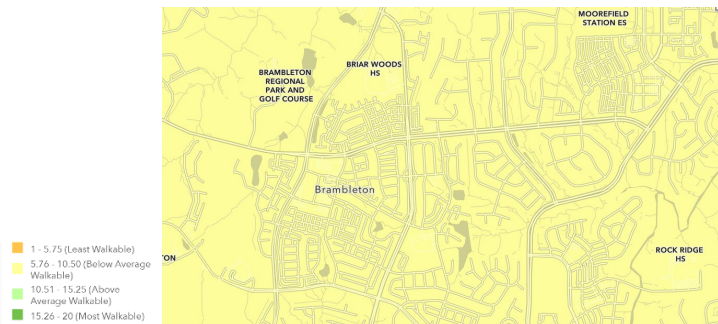 MOOREFIELD
STATION ES
BRIAR WOODS
HS
BRAMBLETON
REGIONAL
PARK AND
GOLF COURSE
Brambleton
ROCK RIDGE
HS
TON
1 - 5.75 (Least Walkable)
5.76 - 10.50 (Below Average
Walkable)
10.51 - 15.25 (Above
Average Walkable)
15.26 - 20 (Most Walkable)